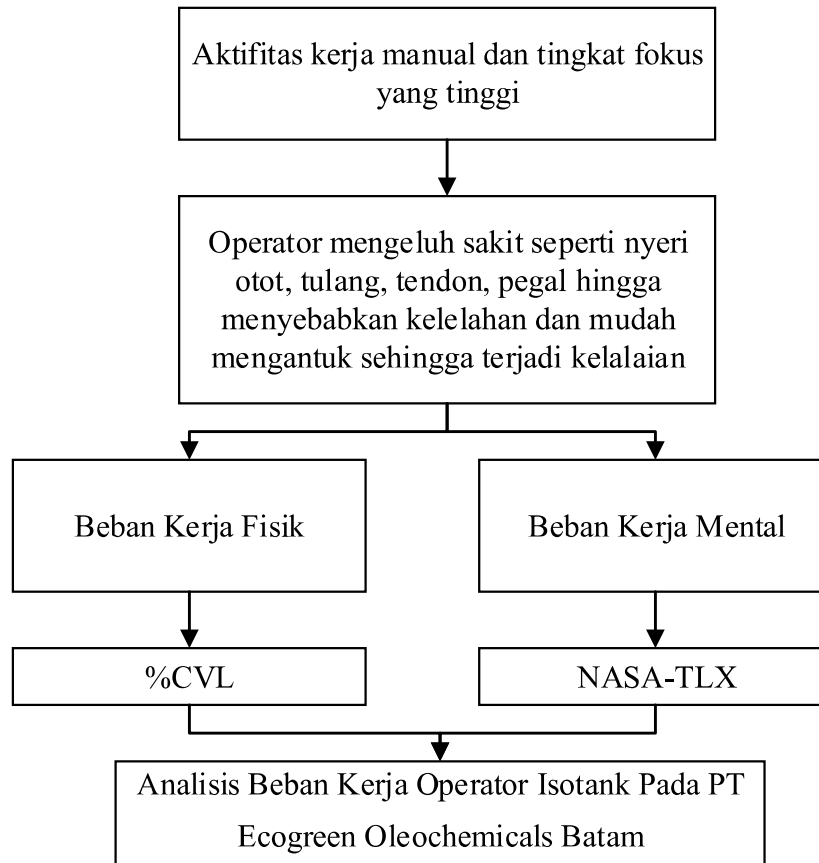 Aktifitas kerja manual dan tingkat fokus
yang tinggi
Operator mengeluh sakit seperti nyeri
otot, tulang, tendon, pegal hingga
menyebabkan kelelahan dan mudah
mengantuk sehingga terjadi kelalaian
Beban Kerja Fisik
Beban Kerja Mental
%CVL
NASA-TLX
Analisis Beban Kerja Operator Isotank Pada PT
Ecogreen Oleochemicals Batam